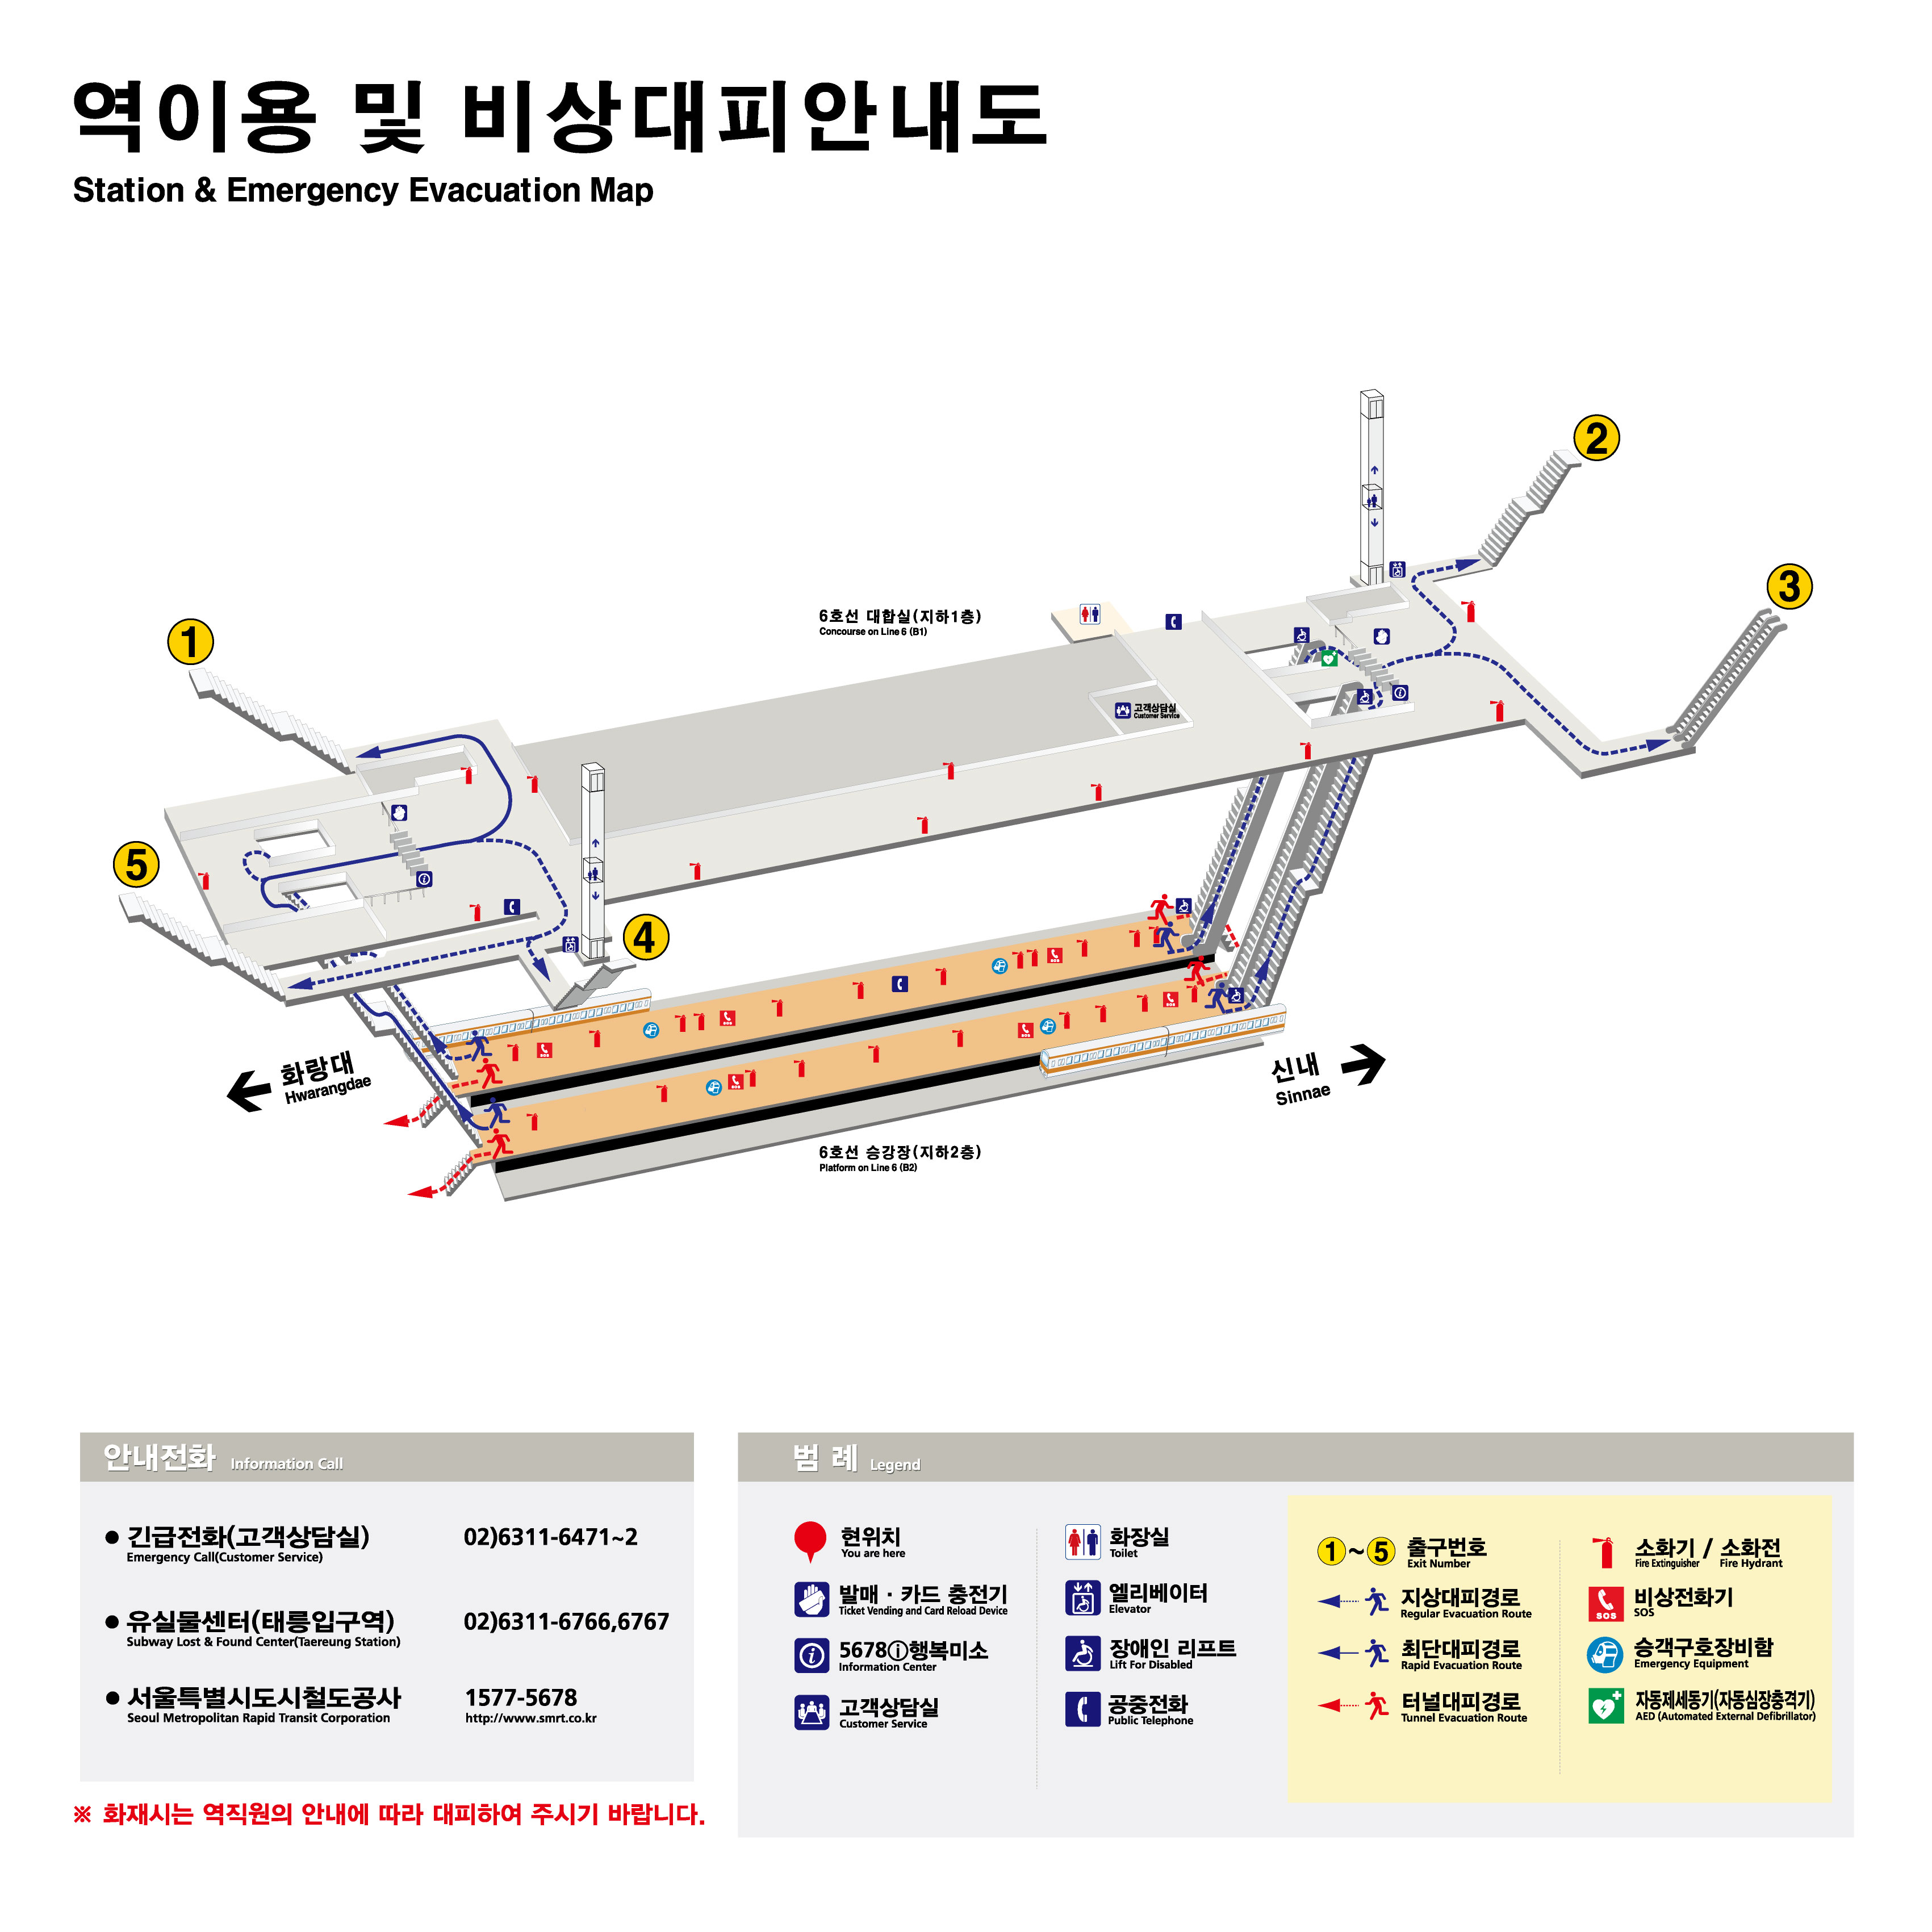 역이용 및 비상대피안내도
Station & Emergency Evacuation Map
2
3
6호선 대합실(지하1층)
Concourse on Line 6 (B1)
1
고객상담실
Customer Service
5
4
SOS
SOS
SOS
SOS
SOS
SOS
화랑대
Hwarangdae
신내
Sinnae
6호선 승강장(지하2층)
Platform on Line 6 (B2)
안내전화 Information Call
긴급전화(고객상담실) 02)6311-6471~2
Emergency Call(Customer Service)
유실물센터(태릉입구역) 02)6311-6766,6767
Subway Lost & Found Center(Taereung Station)
서울특별시도시철도공사 1577-5678
Seoul Metropolitan Rapid Transit Corporation http://www.smrt.co.kr
※ 화재시는 역직원의 안내에 따라 대피하여 주시기 바랍니다.
범 례 Legend
현위치
You are here
발매 · 카드 충전기
Ticket Vending and Card Reload Device
5678ⓘ행복미소
Information Center
고객상담실
Customer Service
화장실
Toilet
엘리베이터
Elevator
장애인 리프트
Lift For Disabled
공중전화
Public Telephone
1~5 출구번호
Exit Number
지상대피경로
Regular Evacuation Route
최단대피경로
Rapid Evacuation Route
터널대피경로
Tunnel Evacuation Route
소화기 / 소화전
Fire Extinguisher / Fire Hydrant
SOS 비상전화기
SOS
승객구호장비함
Emergency Equipment
자동제세동기(자동심장충격기)
AED (Automated External Defibrillator)